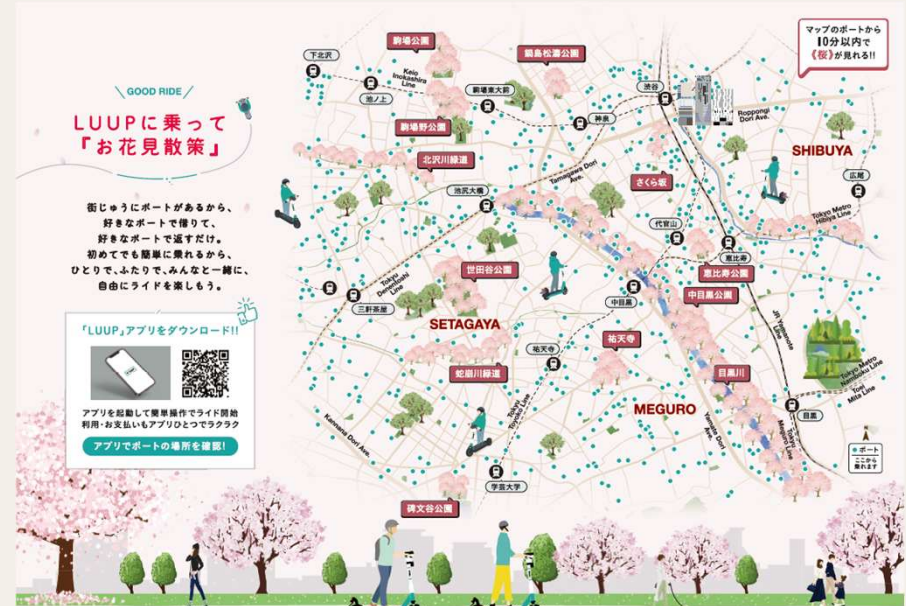 GOOD RIDE
LUUPに乗って
『お花見散策』
街じゅうにポートがあるから、
好きなポートで借りて、
好きなポートで返すだけ。
初めてでも簡単に乗れるから、
ひとりで、ふたりで、みんなと一緒に、
自由にライドを楽しもう。
「LUUP」アプリをダウンロード!!
アプリを起動して簡単操作でライド開始
利用・お支払いもアプリひとつでラクラク
アプリでポートの場所を確認!
マップのポートから
10分以内で
《桜》が見れる!!
駒場公園
鍋島松濤公園
下北沢
Keio
Inokashira
Line
池ノ上
駒場東大前
渋谷
神泉
Roppongi
Dori Ave.
駒場野公園
北沢川緑道
Tamagawa Dori
Ave.
SHIBUYA
さくら坂
広尾
池尻大橋
Tokyo Metro
Hibiya Line
代官山
恵比寿
世田谷公園
恵比寿公園
Tokyo
Denentoshi
Line
中目黒
中目黒公園
三軒茶屋
SETAGAYA
JR Yamanote
Line
祐天寺
祐天寺
蛇崩川緑道
目黒川
Tokyo Metro
Namboku Line
Toei
Mita Line
Tokyo
Toyoko Line
MEGURO
目黒
Kannana Dori Ave.
Yamate Dori
Ave.
Tokyo
Meguro Line
学芸大学
碑文谷公園
ポート
ここから
乗れます